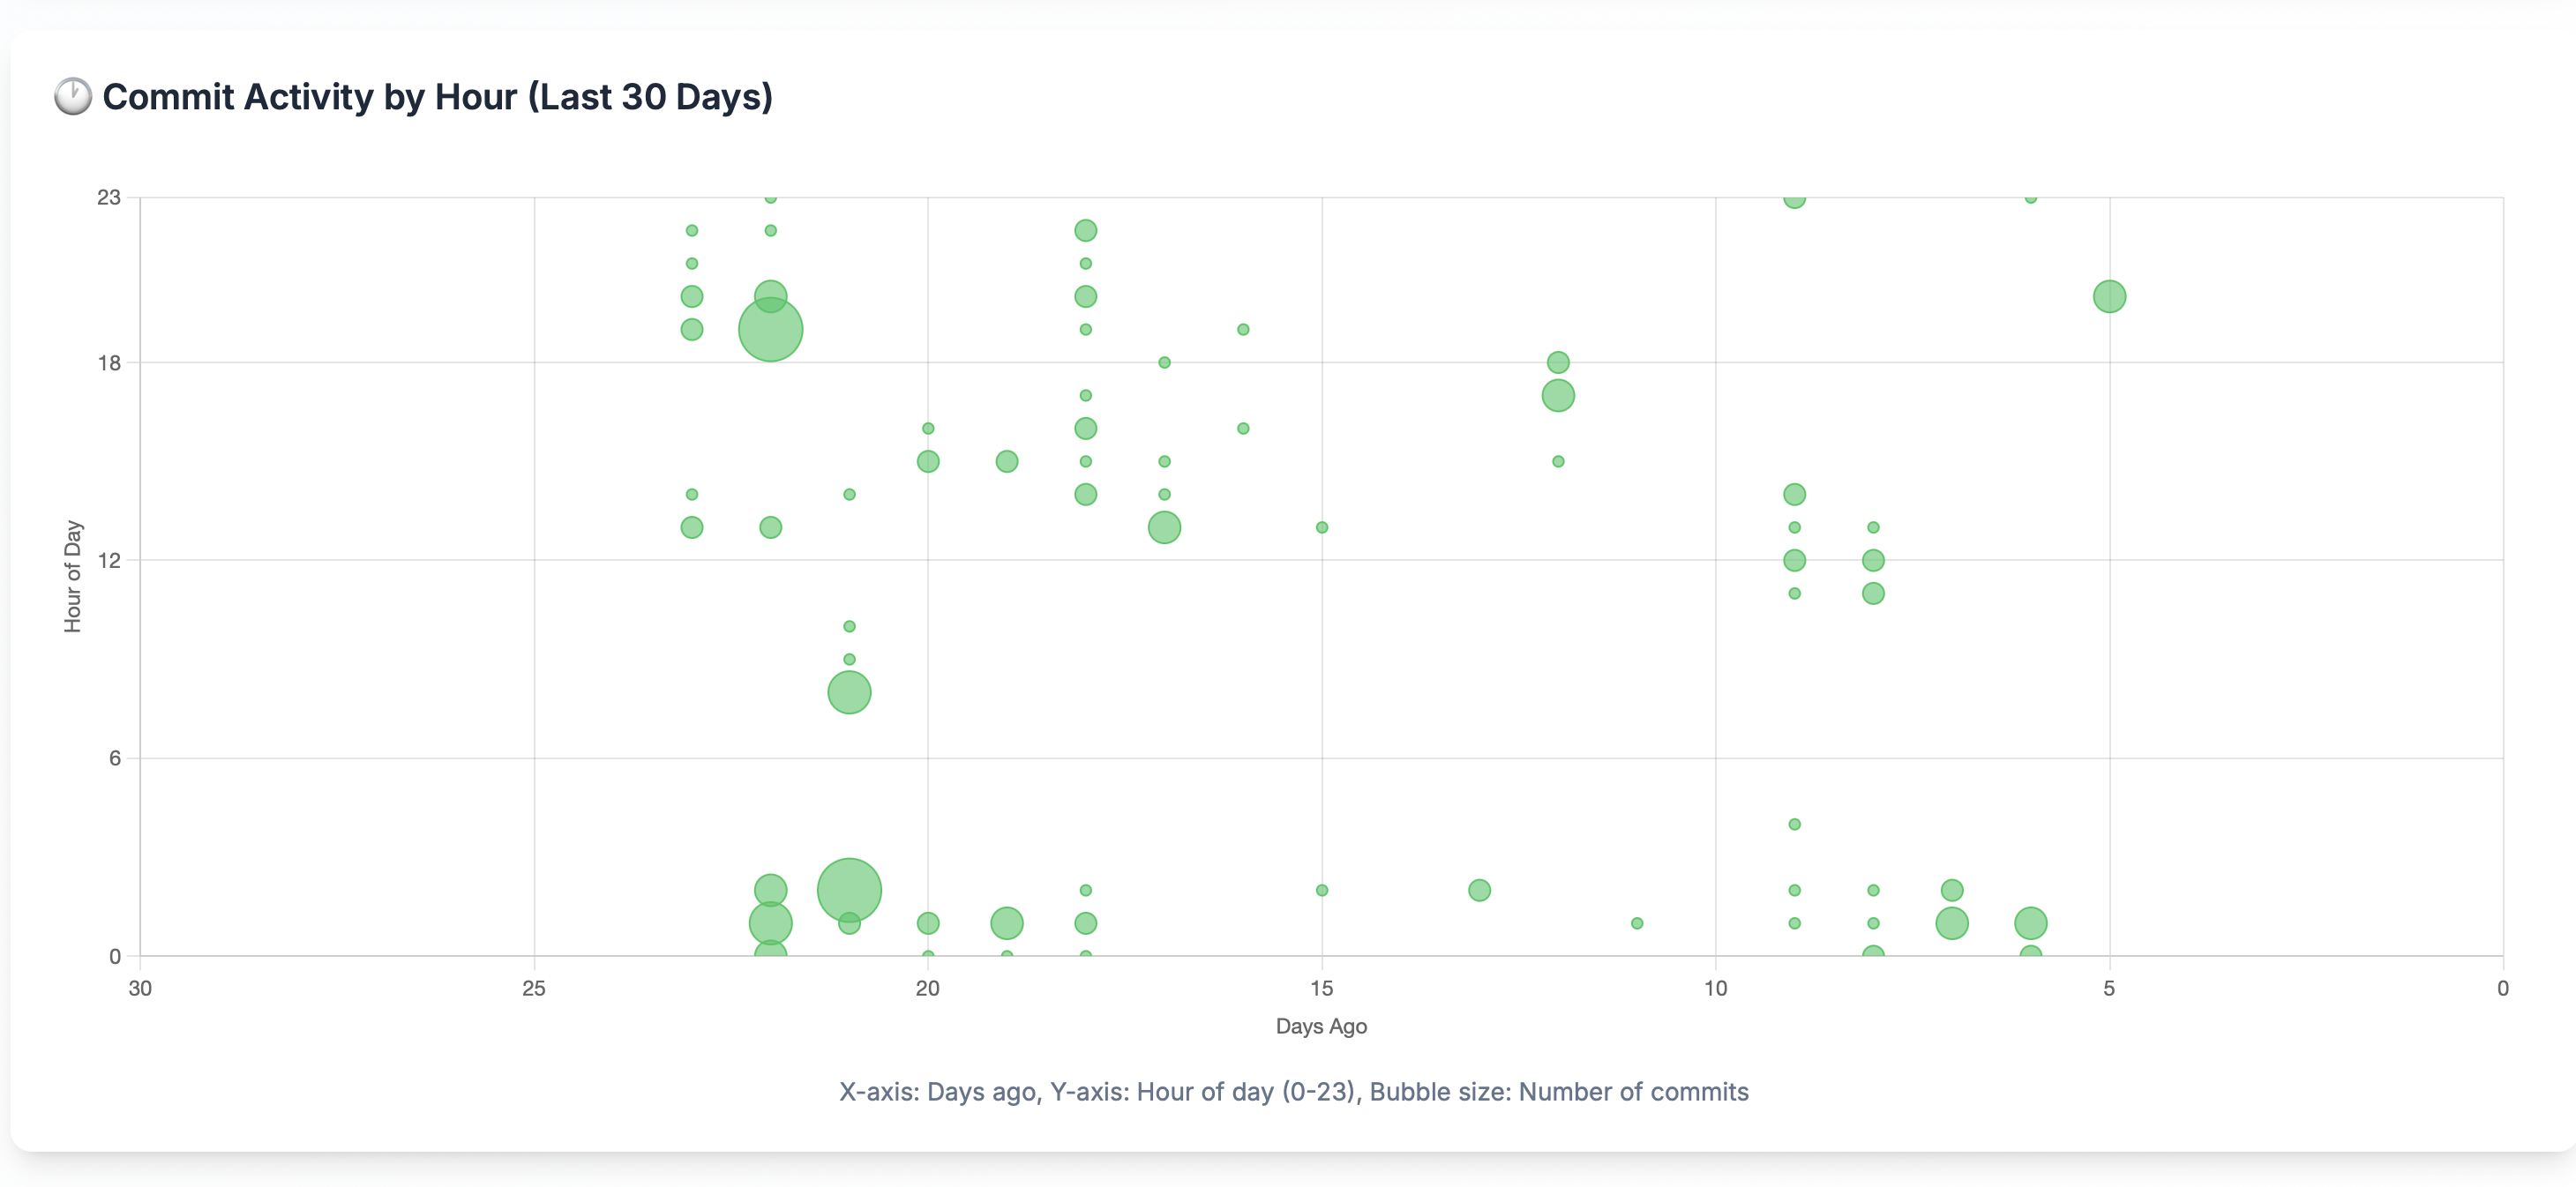 🕐 Commit Activity by Hour (Last 30 Days)
23
18
12
6
0
Hour of Day
30 25 20 15 10 5 0
Days Ago
X-axis: Days ago, Y-axis: Hour of day (0-23), Bubble size: Number of commits